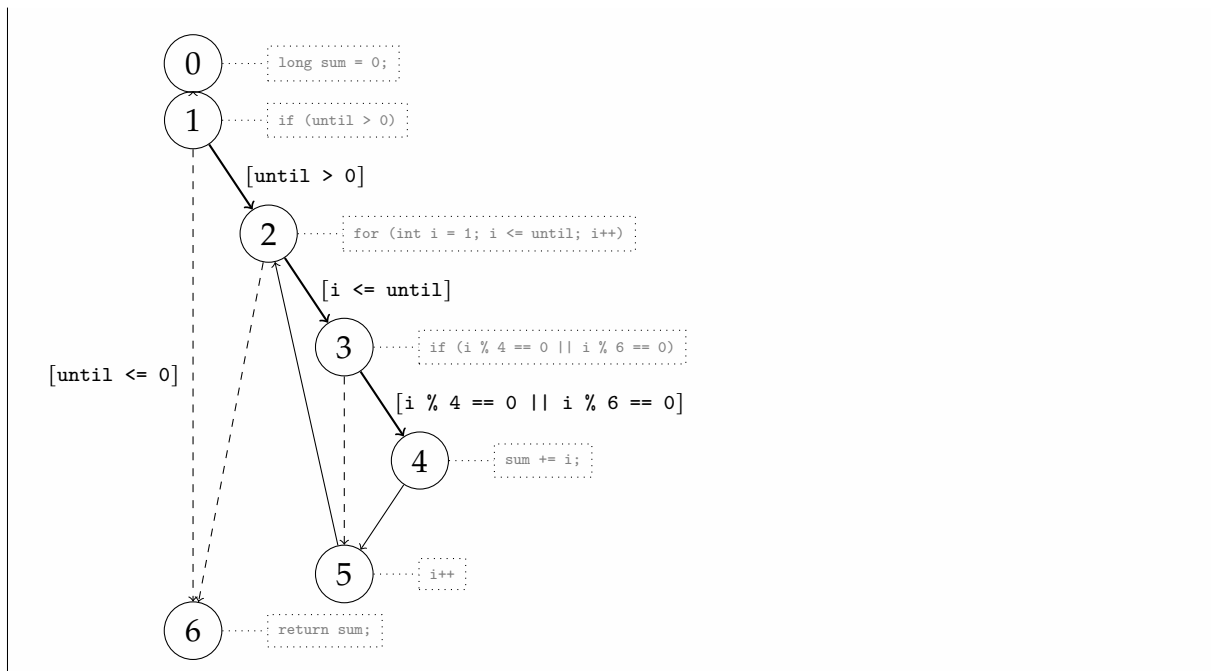 0 long sum = 0;
1 if (until > 0)
[until > 0]
2 for (int i = 1; i <= until; i++)
[i <= until]
3 if (i % 4 == 0 || i % 6 == 0)
[until <= 0]
[i % 4 == 0 || i % 6 == 0]
4 sum += i;
5 i++
6 return sum;